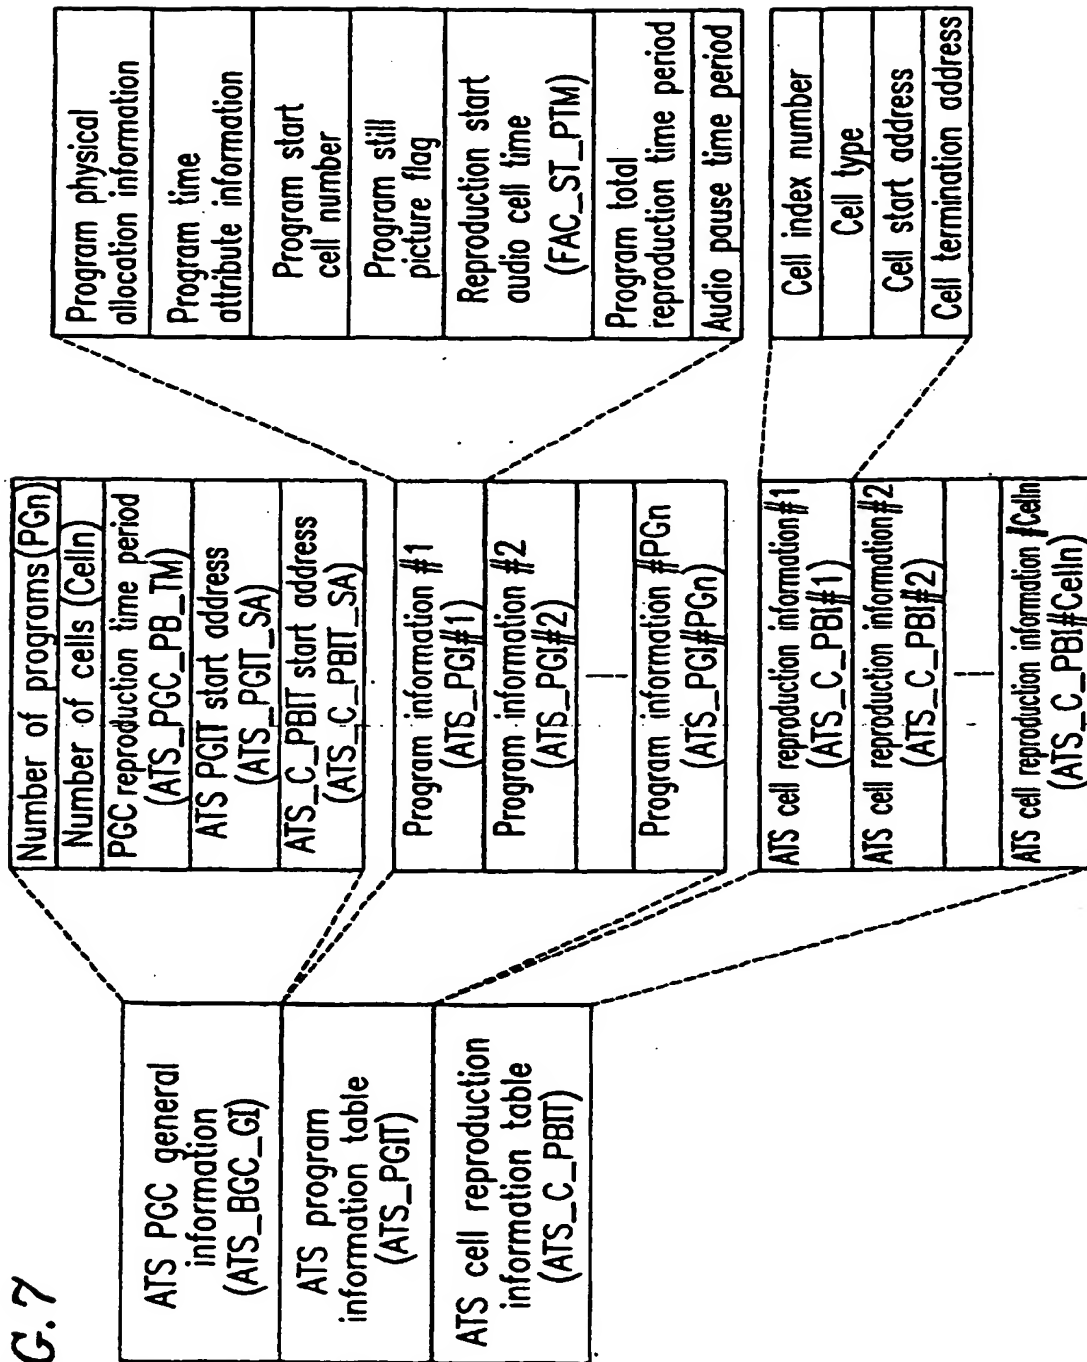 G. 7
ATS PGC general
information
(ATS_BGC_GI)
ATS program
information table
(ATS_PGIT)
ATS cell reproduction
information table
(ATS_C_PBIT)
Number of programs(PGn)
Number of cells (Celln)
PGC reproduction time period
(ATS_PGC_PB_TM)
ATS PGIT start address
(ATS_PGIT_SA)
ATS_C_PBIT start address
(ATS_C_PBIT_SA)
Program information #1
(ATS_PGI#1)
Program information #2
(ATS_PGI#2)
Program information #PGn
(ATS_PGI#PGn)
ATS cell reproduction information#1
(ATS_C_PBI#1)
ATS cell reproduction information#2
(ATS_C_PBI#2)
ATS cell reproduction information #Celln
(ATS_C_PBI#Celln)
Program physical
allocation information
Program time
attribute information
Program start
cell number
Program still
picture flag
Reproduction start
audio cell time
(FAC_ST_PTM)
Program total
reproduction time period
Audio pause time period
Cell index number
Cell type
Cell start address
Cell termination address